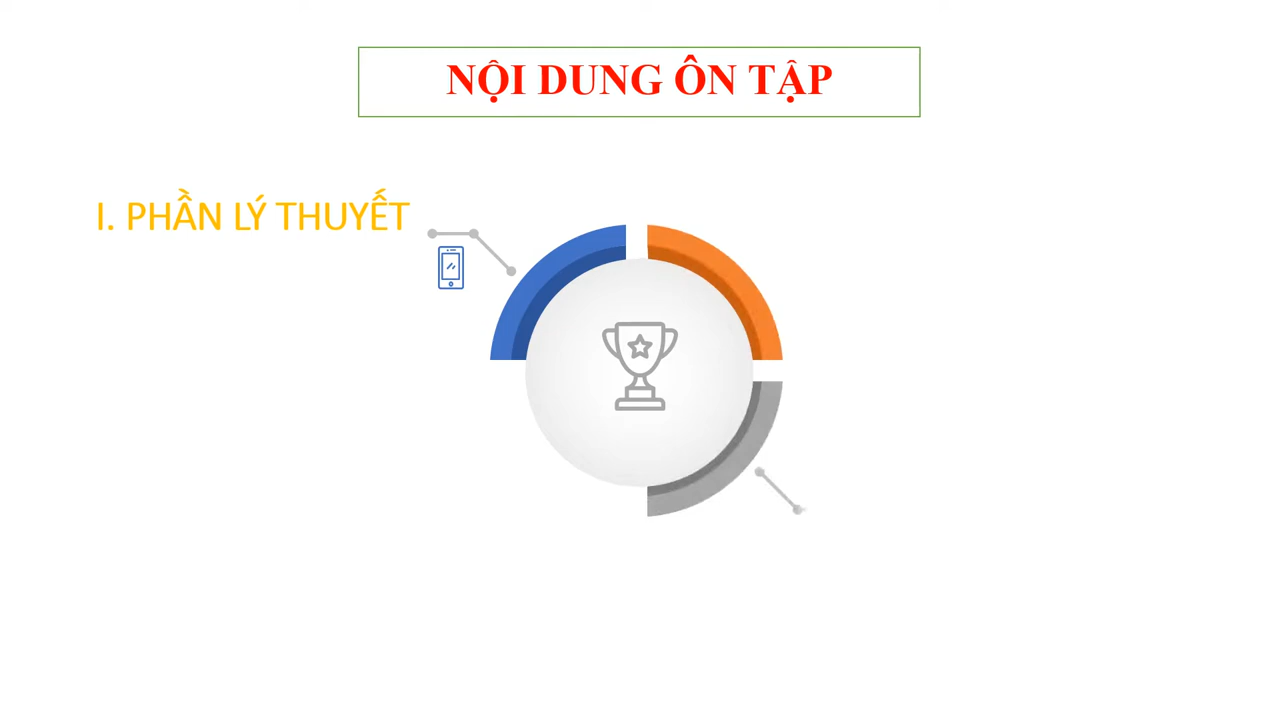 NỘI DUNG ÔN TẬP
I. PHẦN LÝ THUYẾT